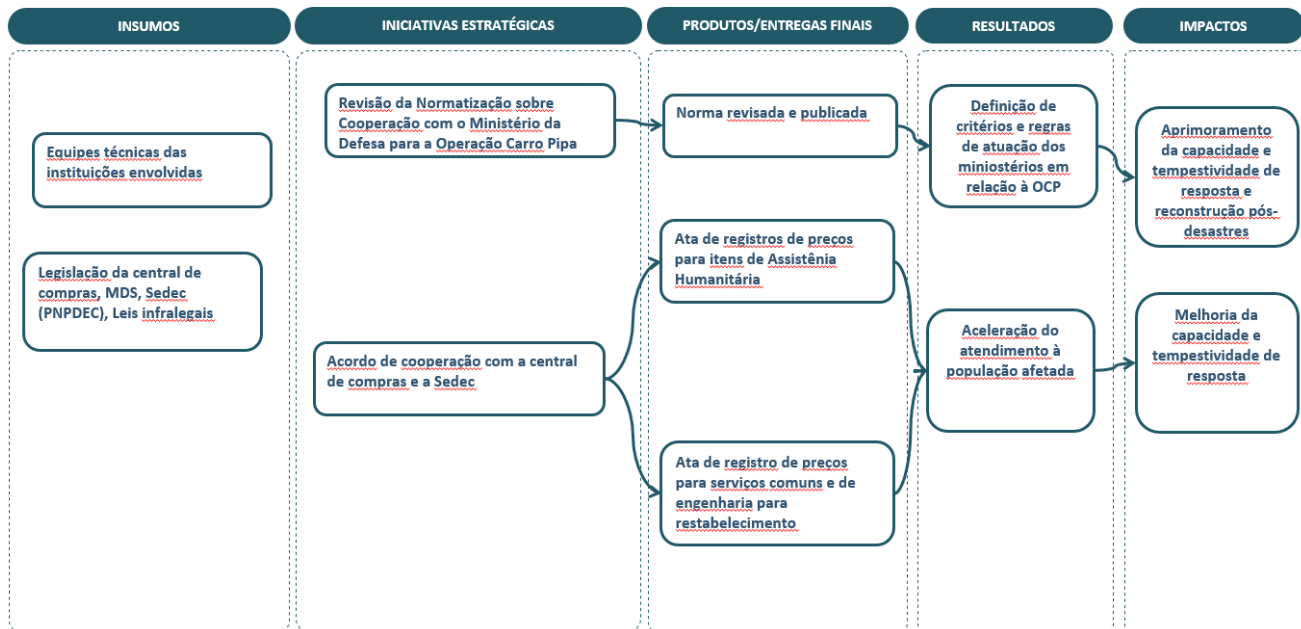 INSUMOS
INICIATIVAS ESTRATÉGICAS
PRODUTOS/ENTREGAS FINAIS
RESULTADOS
IMPACTOS
Equipes técnicas das
instituições envolvidas
Legislação da central de
compras, MDS, Sedec
(PNPDEC), Leis infralegais
Revisão da Normatização sobre
Cooperação com o Ministério da
Defesa para a Operação Carro Pipa
Acordo de cooperação com a central
de compras e a Sedec
Norma revisada e publicada
Ata de registros de preços
para itens de Assistênia
Humanitária
Ata de registro de preços
para serviços comuns e de
engenharia para
restabelecimento
Definição de
critérios e regras
de atuação dos
miniostérios em
relação à OCP
Aceleração do
atendimento à
população afetada
Aprimoramento
da capacidade e
tempestividade de
resposta e
reconstrução pós-
desastres
Melhoria da
capacidade e
tempestividade de
resposta